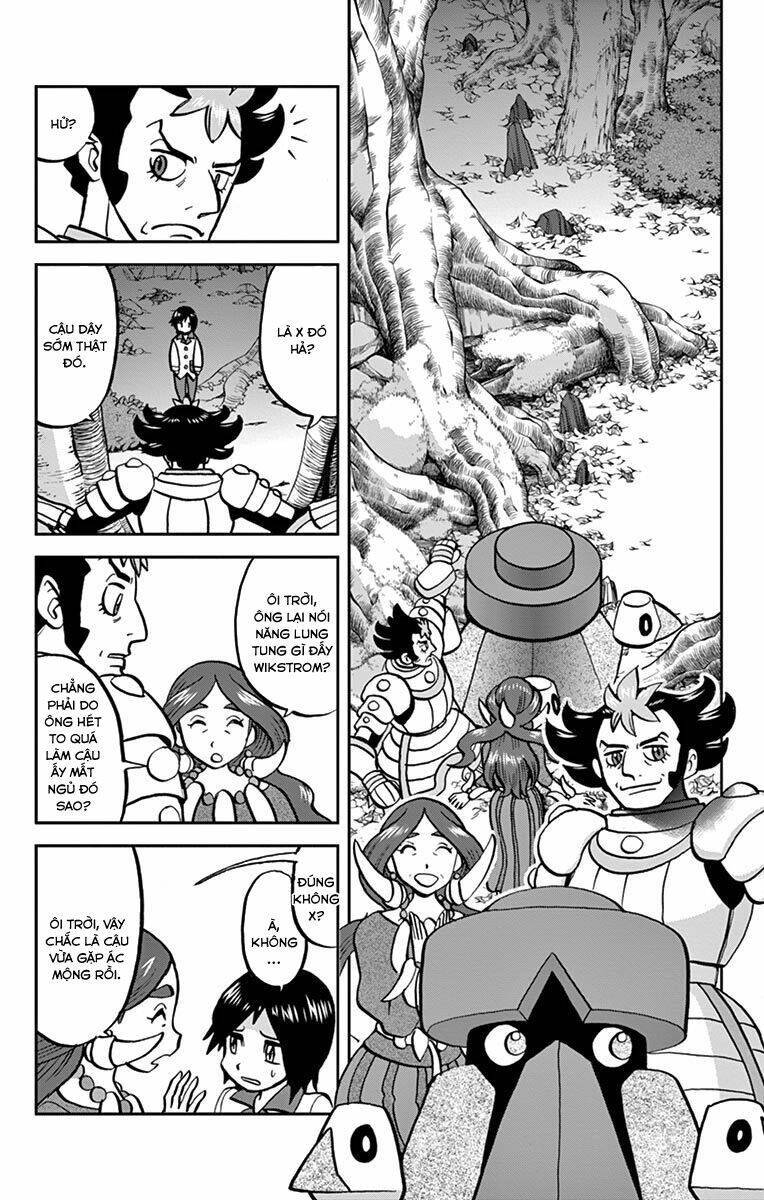 HỬ?
LÀ X ĐÓ
HẢ?
CẬU DẬY
SỚM THẬT
ĐÓ.
ÔI TRỜI,
ÔNG LẠI NÓI
NĂNG LUNG
TUNG GÌ ĐẤY
WIKSTROM?
CHẲNG
PHẢI DO
ÔNG HÉT
TO QUÁ
LÀM CẬU
ẤY MẤT
NGỦ ĐÓ
SAO?
ĐÚNG
KHÔNG
X?
À,
KHÔNG
...
ÔI TRỜI, VẬY
CHẮC LÀ CẬU
VỪA GẶP ÁC
MỘNG RỒI.